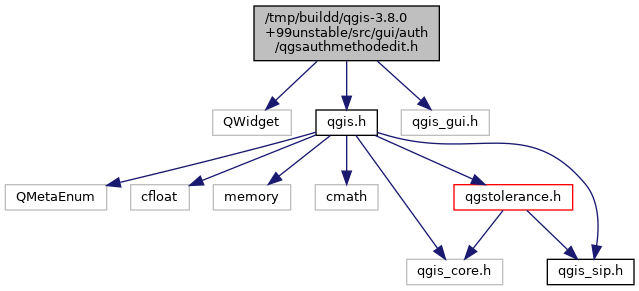 /tmp/buildd/qgis-3.8.0
+99unstable/src/gui/auth
/qgsauthmethodedit.h
QWidget
qgis.h
qgis_gui.h
QMetaEnum
cfloat
memory
cmath
qgstolerance.h
qgis_core.h
qgis_sip.h